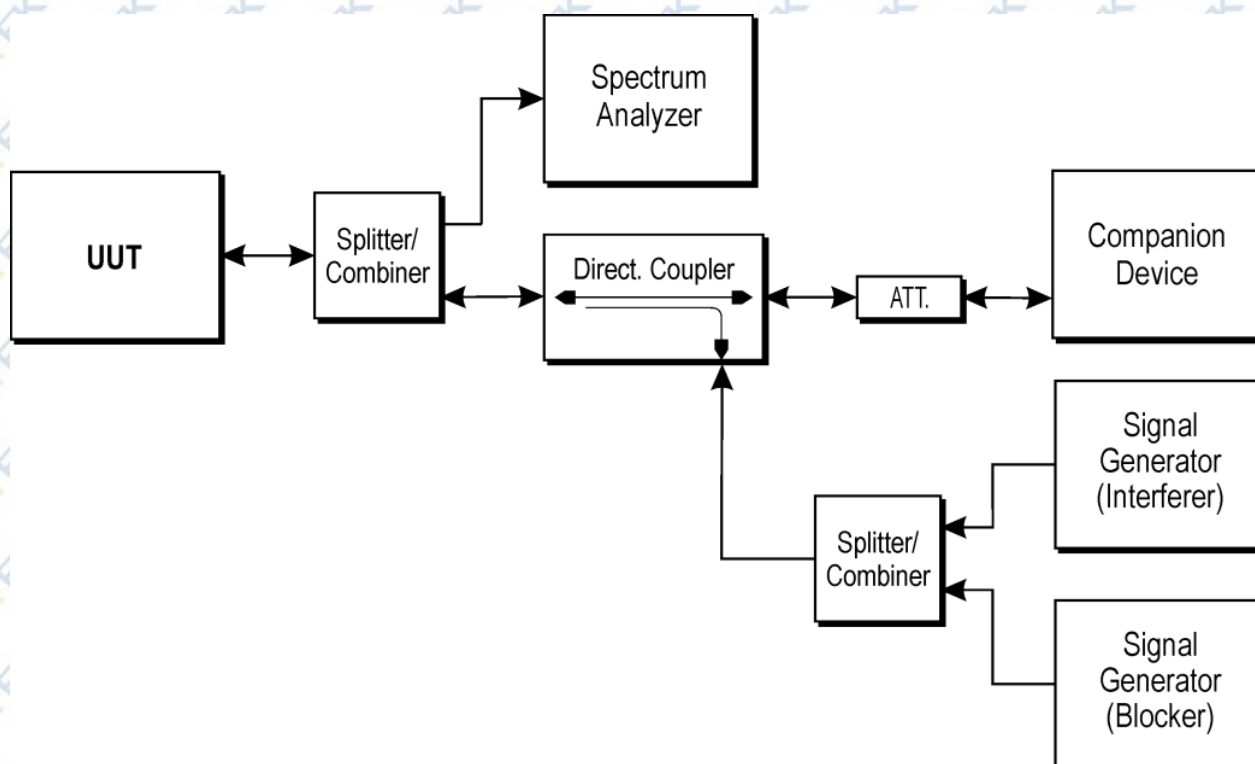 Spectrum
Analyzer
UUT
Splitter/
Combiner
Direct. Coupler
ATT.
Companion
Device
Signal
Generator
(Interferer)
Splitter/
Combiner
Signal
Generator
(Blocker)